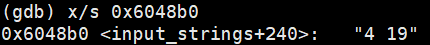 (gdb) x/s 0x6048b0
0x6048b0 <input_strings+240>:   "4 19"